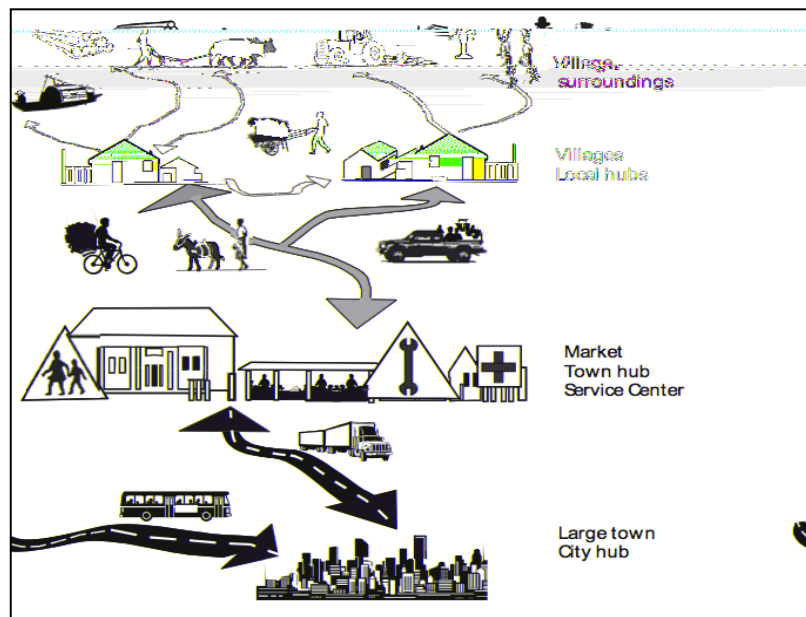 Village
surroundings
Villages
Local hubs
Market
Town hub
Service Center
Large town
City hub